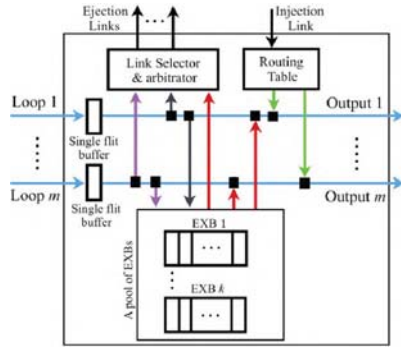 Ejection
Links
Injection
Link
Link Selector
& arbitrator
Routing
Table
Loop 1
Output 1
Single flit
buffer
Loop m
Output m
Single flit
buffer
A pool of EXBs
EXB 1
EXB k